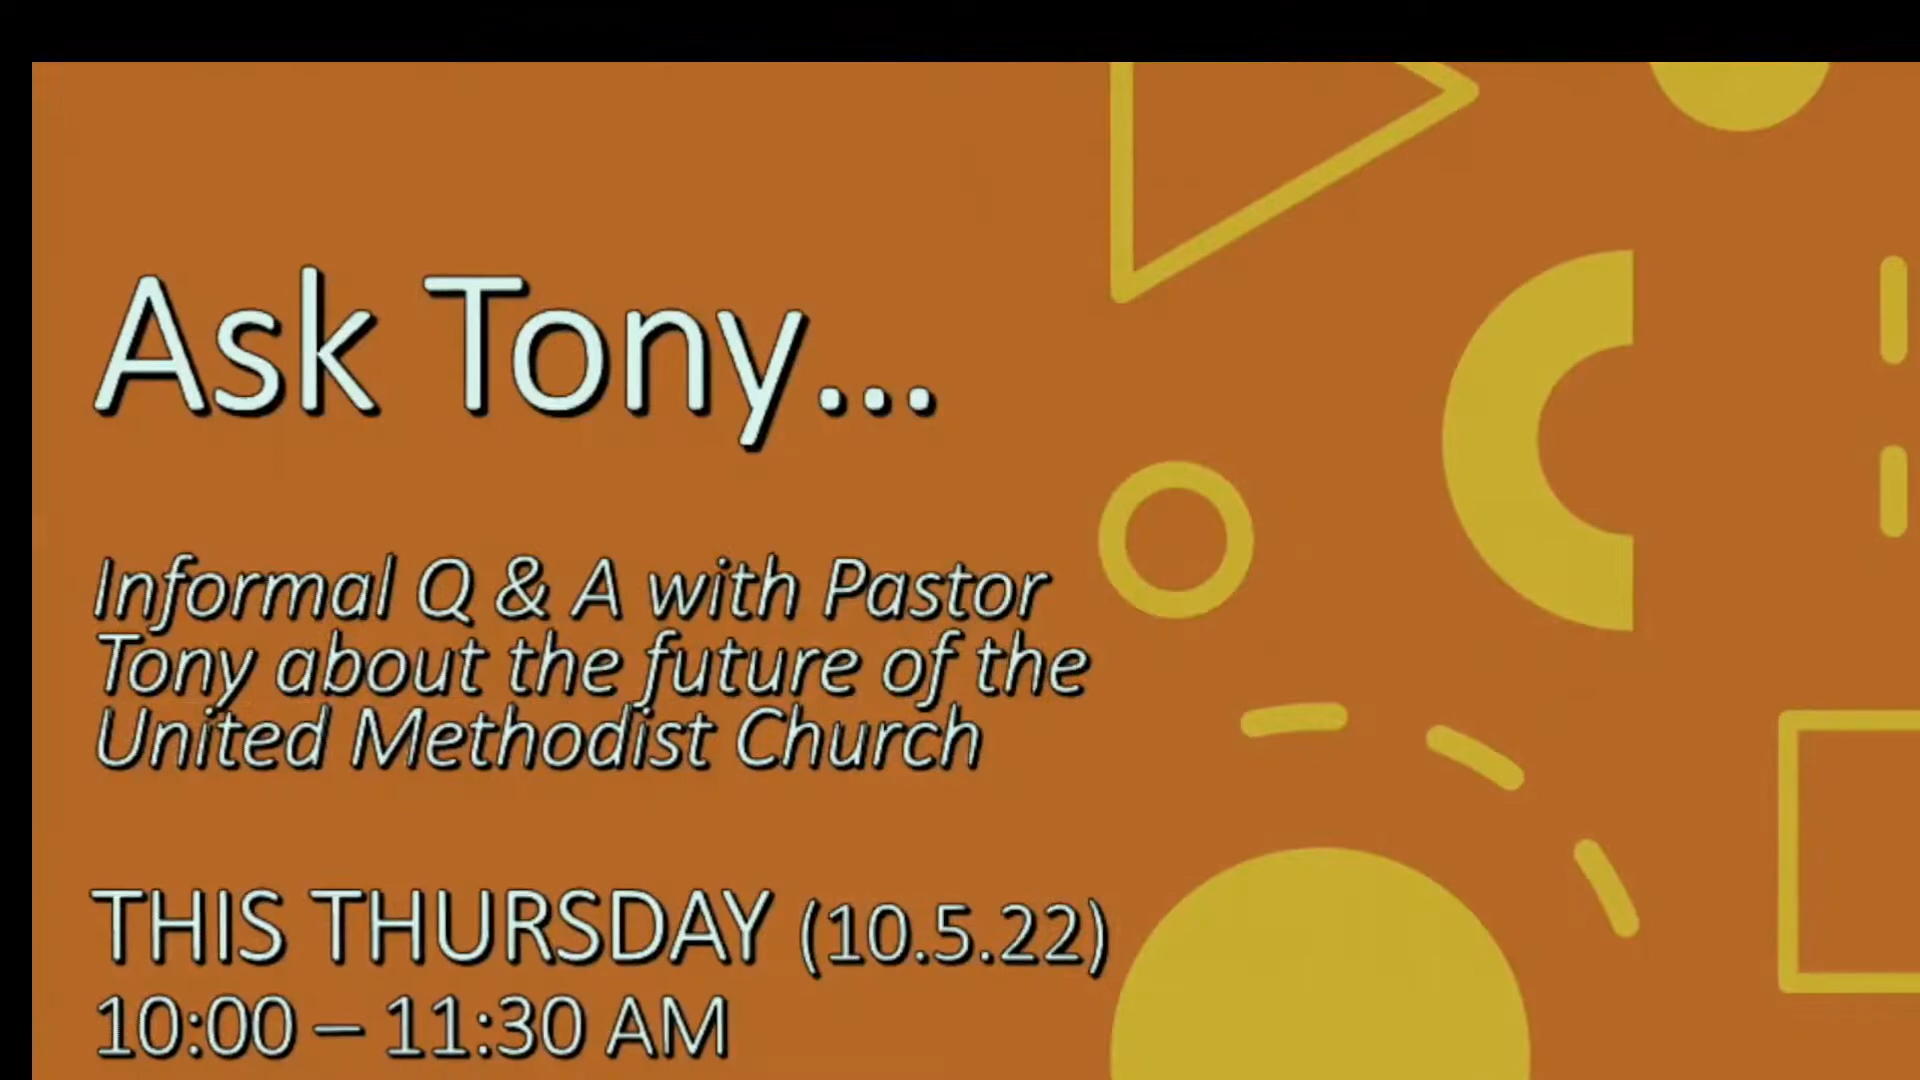 Ask Tony...
Informal Q & A with Pastor
Tony about the future of the
United Methodist Church
THIS THURSDAY (10.5.22)
10:00 – 11:30 AM